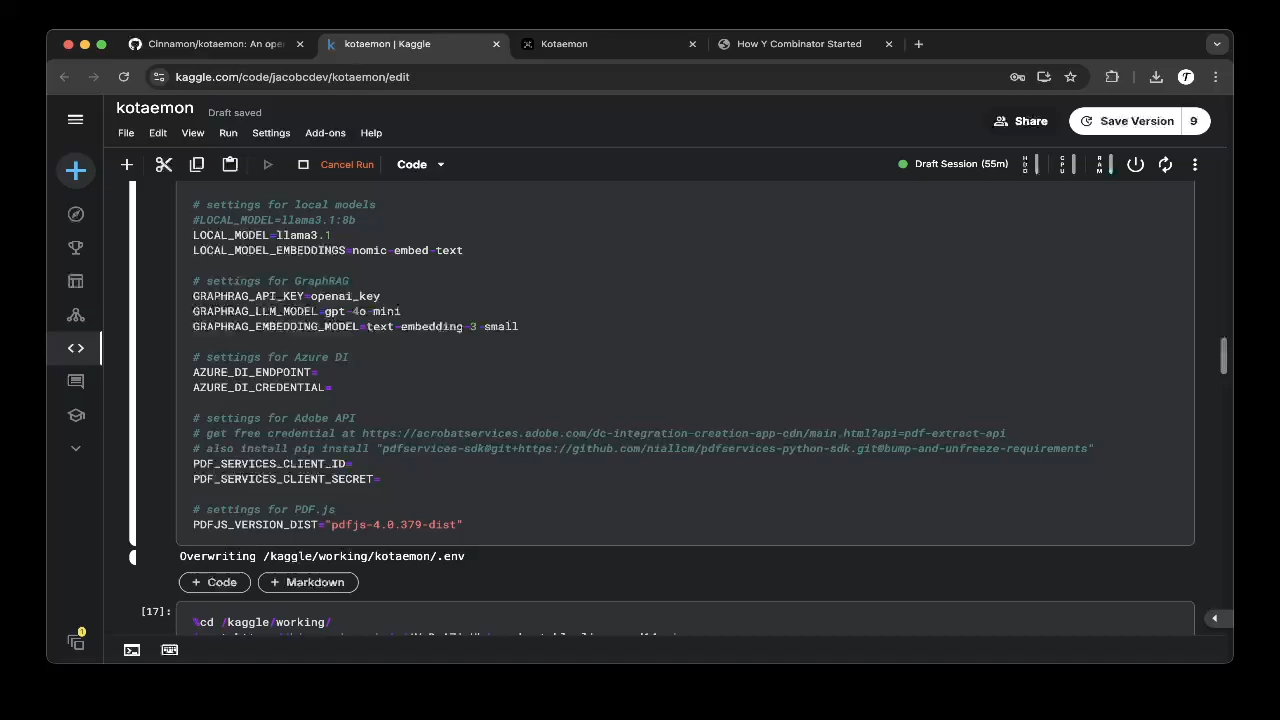 Cinnamon/kotaemon: An ope
kotaemon | Kaggle
Kotaemon
How Y Combinator Started
kaggle.com/code/jacobcdev/kotaemon/edit
kotaemon
Draft saved
File Edit View Run Settings Add-ons Help
Share
Save Version 9
Cancel Run
Code
Draft Session (55m)
HDD
CPU
RAM
# settings for local models
#LOCAL_MODEL=llama3.1:8b
LOCAL_MODEL=llama3.1
LOCAL_MODEL_EMBEDDINGS=nomic-embed-text
# settings for GraphRAG
GRAPHRAG_API_KEY=openai_key
GRAPHRAG_LLM_MODEL=gpt-4o-mini
GRAPHRAG_EMBEDDING_MODEL=text-embedding-3-small
# settings for Azure DI
AZURE_DI_ENDPOINT=
AZURE_DI_CREDENTIAL=
# settings for Adobe API
# get free credential at https://acrobatservices.adobe.com/dc-integration-creation-app-cdn/main.html?api=pdf-extract-api
# also install pip install "pdfservices-sdk@git+https://github.com/niallcm/pdfservices-python-sdk.git@bump-and-unfreeze-requirements"
PDF_SERVICES_CLIENT_ID=
PDF_SERVICES_CLIENT_SECRET=
# settings for PDF.js
PDFJS_VERSION_DIST="pdfjs-4.0.379-dist"
Overwriting /kaggle/working/kotaemon/.env
+ Code
+ Markdown
[17]:
%cd /kaggle/working/
1